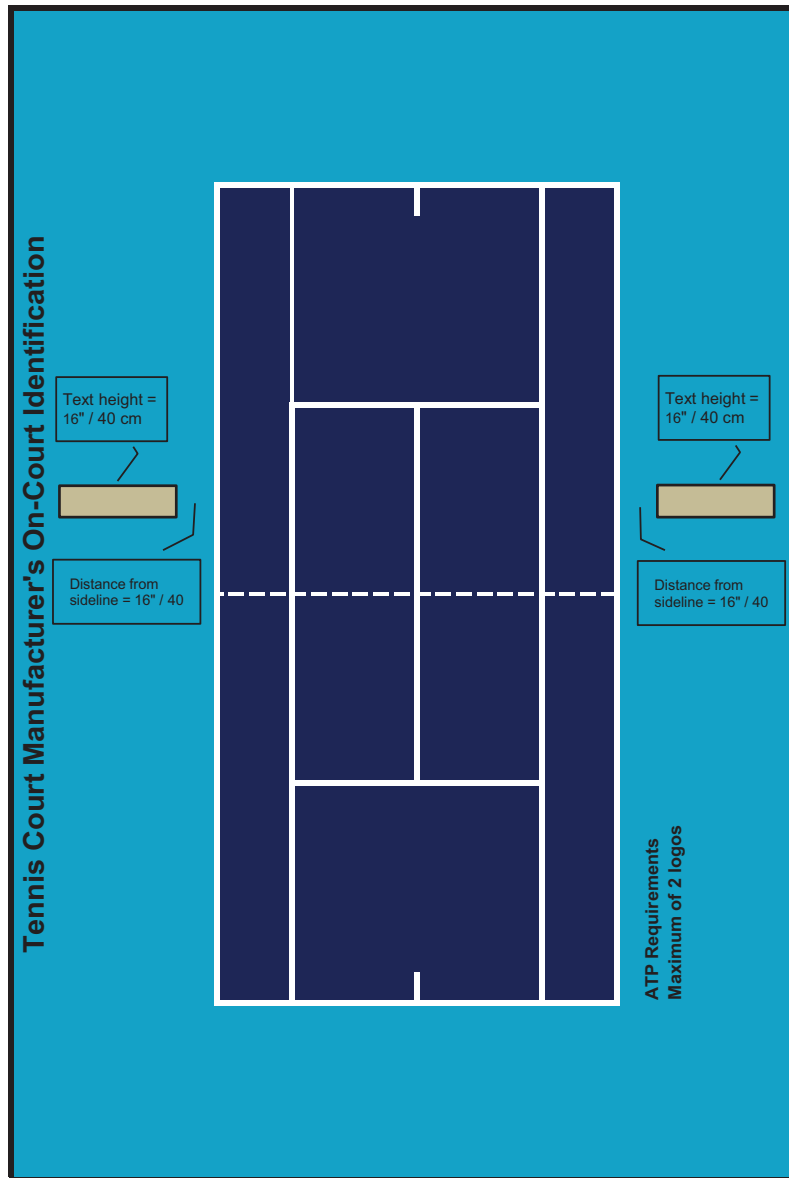 Tennis Court Manufacturer's On-Court Identification
Text height =
16" / 40 cm
Text height =
16" / 40 cm
Distance from
sideline = 16" / 40
Distance from
sideline = 16" / 40
ATP Requirements
Maximum of 2 logos